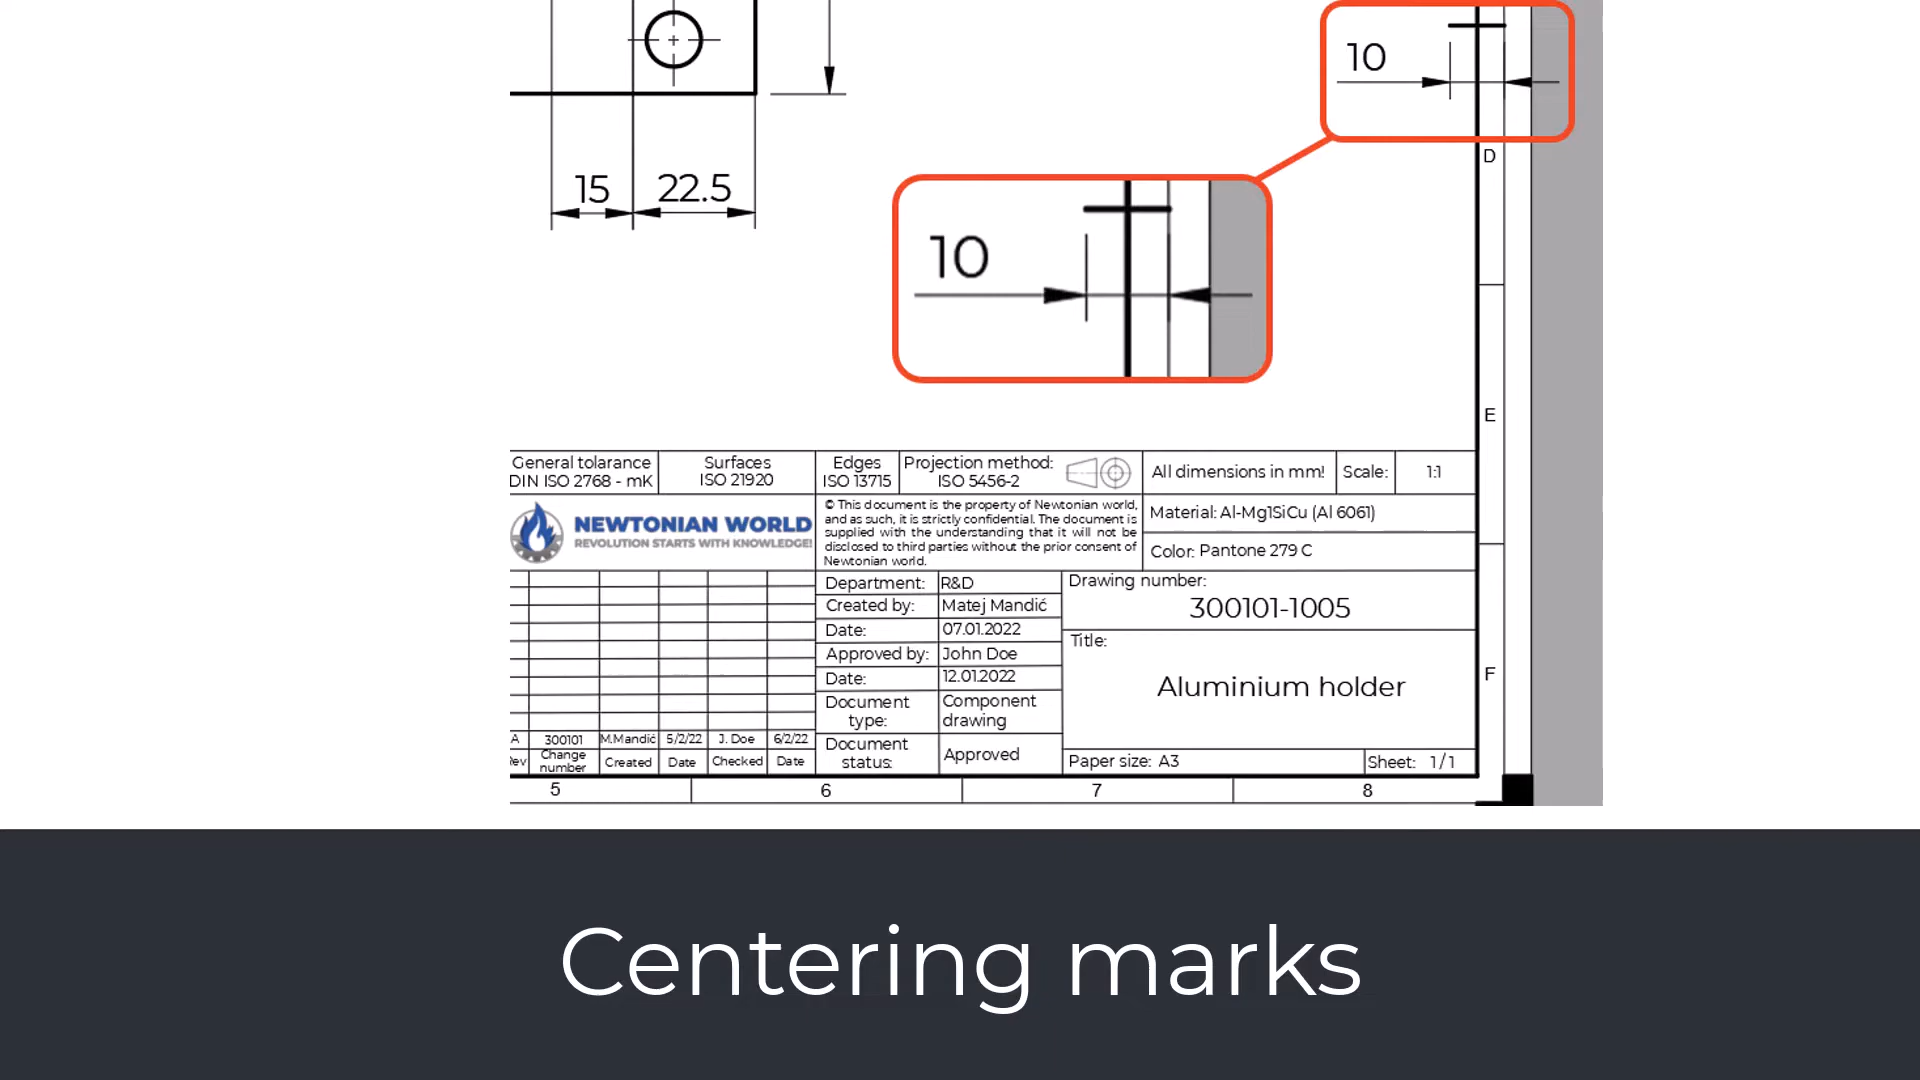 10
D
15
22.5
10
E
General tolarance
DIN ISO 2768 - mK
Surfaces
ISO 21920
Edges
ISO 13715
Projection method:
ISO 5456-2
All dimensions in mm!
Scale:
1:1
NEWTONIAN WORLD
REVOLUTION STARTS WITH KNOWLEDGE!
© This document is the property of Newtonian world,
and as such, it is strictly confidential. The document is
supplied with the understanding that it will not be
disclosed to third parties without the prior consent of
Newtonian world.
Material: Al-Mg1SiCu (Al 6061)
Color: Pantone 279 C
Department: R&D
Created by: Matej Mandić
Date: 07.01.2022
Approved by: John Doe
Date: 12.01.2022
Document
type:
Component
drawing
Document
status:
Approved
Drawing number:
300101-1005
Title:
Aluminium holder
F
A 300101 M.Mandić 5/2/22 J. Doe 6/2/22
ev Change
number Created Date Checked Date
Paper size: A3
Sheet: 1/1
5 6 7 8
Centering marks